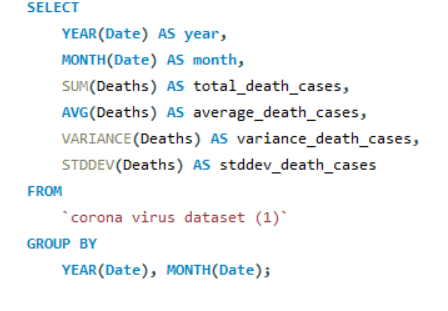 SELECT
YEAR(Date) AS year,
MONTH(Date) AS month,
SUM(Deaths) AS total_death_cases,
AVG(Deaths) AS average_death_cases,
VARIANCE(Deaths) AS variance_death_cases,
STDDEV(Deaths) AS stddev_death_cases
FROM
`corona virus dataset (1)`
GROUP BY
YEAR(Date), MONTH(Date);